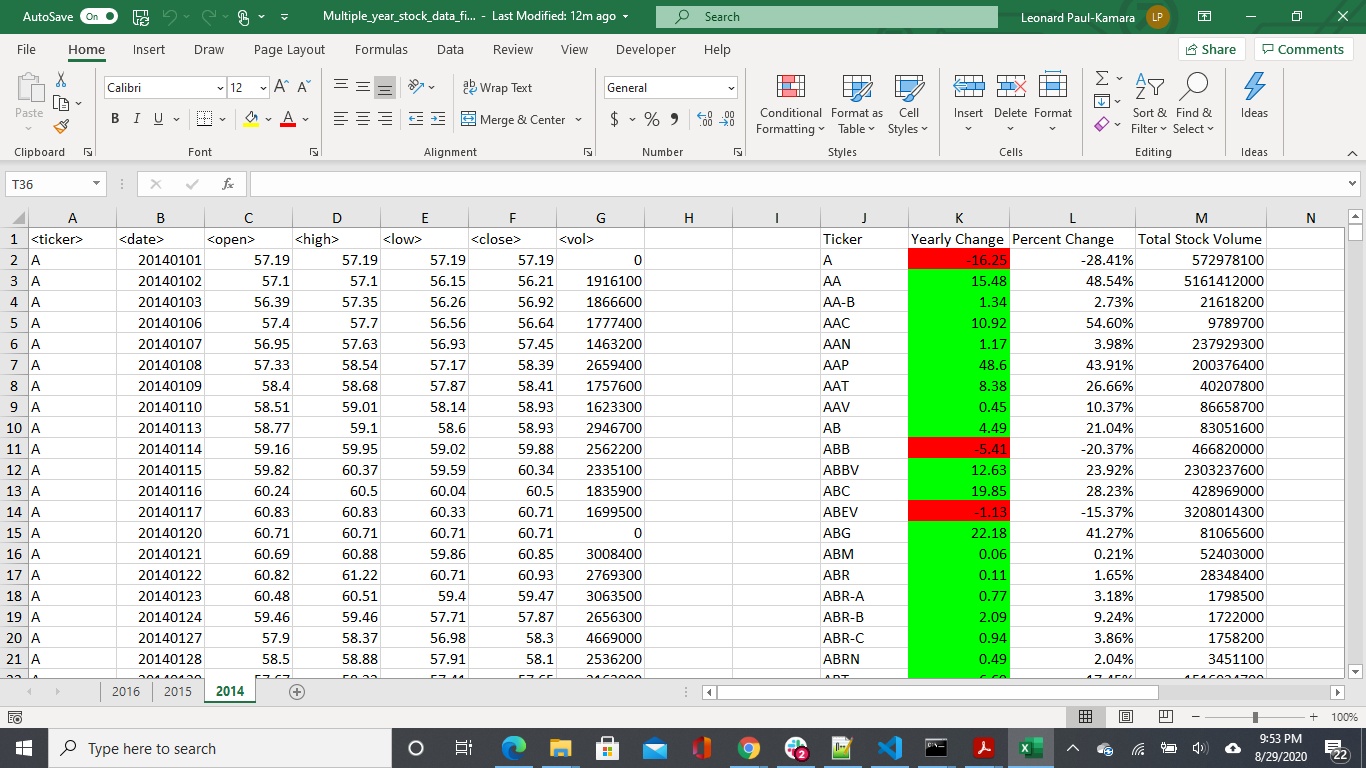 AutoSave On Multiple_year_stock_data_fi... - Last Modified: 12m ago Search Leonard Paul-Kamara LP
File Home Insert Draw Page Layout Formulas Data Review View Developer Help Share Comments
Paste Calibri 12 A A ab Wrap Text General Conditional Formatting Format as Table Cell Styles Insert Delete Format Sort & Filter Find & Select Ideas
B I U A Merge & Center $ % 
Clipboard Font Alignment Number Styles Cells Editing Ideas
T36 fx
A B C D E F G H I J K L M N
1 <ticker> <date> <open> <high> <low> <close> <vol> Ticker Yearly Change Percent Change Total Stock Volume
2 A 20140101 57.19 57.19 57.19 57.19 0 A -16.25 -28.41% 572978100
3 A 20140102 57.1 57.1 56.15 56.21 1916100 AA 15.48 48.54% 5161412000
4 A 20140103 56.39 57.35 56.26 56.92 1866600 AA-B 1.34 2.73% 21618200
5 A 20140106 57.4 57.7 56.56 56.64 1777400 AAC 10.92 54.60% 9789700
6 A 20140107 56.95 57.63 56.93 57.45 1463200 AAN 1.17 3.98% 237929300
7 A 20140108 57.33 58.54 57.17 58.39 2659400 AAP 48.6 43.91% 200376400
8 A 20140109 58.4 58.68 57.87 58.41 1757600 AAT 8.38 26.66% 40207800
9 A 20140110 58.51 59.01 58.14 58.93 1623300 AAV 0.45 10.37% 86658700
10 A 20140113 58.77 59.1 58.6 58.93 2946700 AB 4.49 21.04% 83051600
11 A 20140114 59.16 59.95 59.02 59.88 2562200 ABB -5.41 -20.37% 466820000
12 A 20140115 59.82 60.37 59.59 60.34 2335100 ABBV 12.63 23.92% 2303237600
13 A 20140116 60.24 60.5 60.04 60.5 1835900 ABC 19.85 28.23% 428969000
14 A 20140117 60.83 60.83 60.33 60.71 1699500 ABEV -1.13 -15.37% 3208014300
15 A 20140120 60.71 60.71 60.71 60.71 0 ABG 22.18 41.27% 81065600
16 A 20140121 60.69 60.88 59.86 60.85 3008400 ABM 0.06 0.21% 52403000
17 A 20140122 60.82 61.22 60.71 60.93 2769300 ABR 0.11 1.65% 28348400
18 A 20140123 60.48 60.51 59.4 59.47 3063500 ABR-A 0.77 3.18% 1798500
19 A 20140124 59.46 59.46 57.71 57.87 2656300 ABR-B 2.09 9.24% 1722000
20 A 20140127 57.9 58.37 56.98 58.3 4669000 ABR-C 0.94 3.86% 1758200
21 A 20140128 58.5 58.88 57.91 58.1 2536200 ABRN 0.49 2.04% 3451100
2016 2015 2014
100%
Type here to search 2 9:53 PM
8/29/2020 22